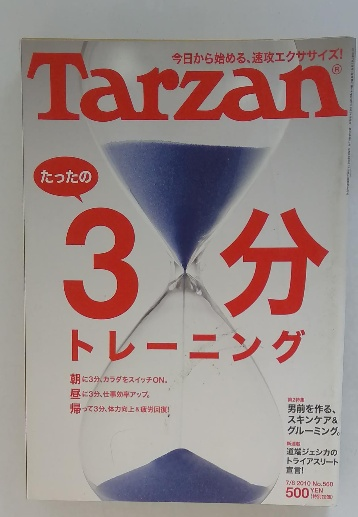 今日から始める、速攻エクササイズ!
Tarzan®
たったの
3分
トレーニング
朝に3分、カラダをスイッチON。
昼に3分、仕事効率アップ。
帰って3分、体力向上&疲労回復!
第2特集
男前を作る、
スキンケア&
グルーミング。
新連載
道端ジェシカの
トライアスリート
宣言!
7/8 2010 No.560
500YEN